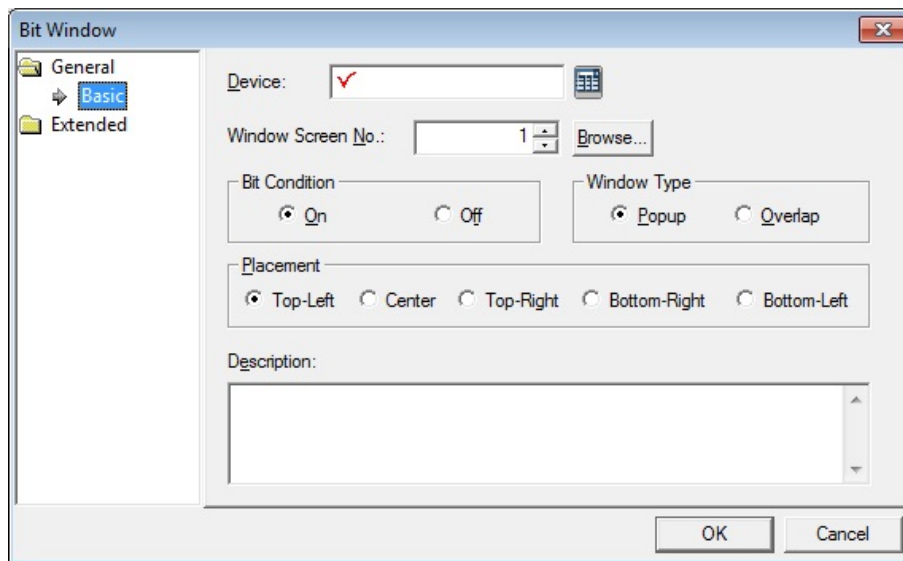 Bit Window
General
Basic
Extended
Device:
Window Screen No.: 1 Browse...
Bit Condition
On Off
Window Type
Popup Overlap
Placement
Top-Left Center Top-Right Bottom-Right Bottom-Left
Description:
OK Cancel